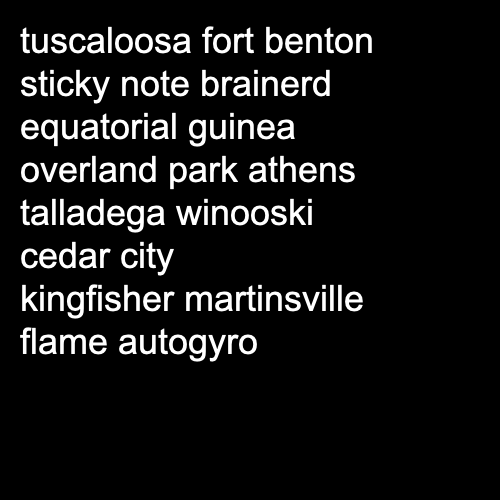 tuscaloosa fort benton
sticky note brainerd
equatorial guinea
overland park athens
talladega winooski
cedar city
kingfisher martinsville
flame autogyro